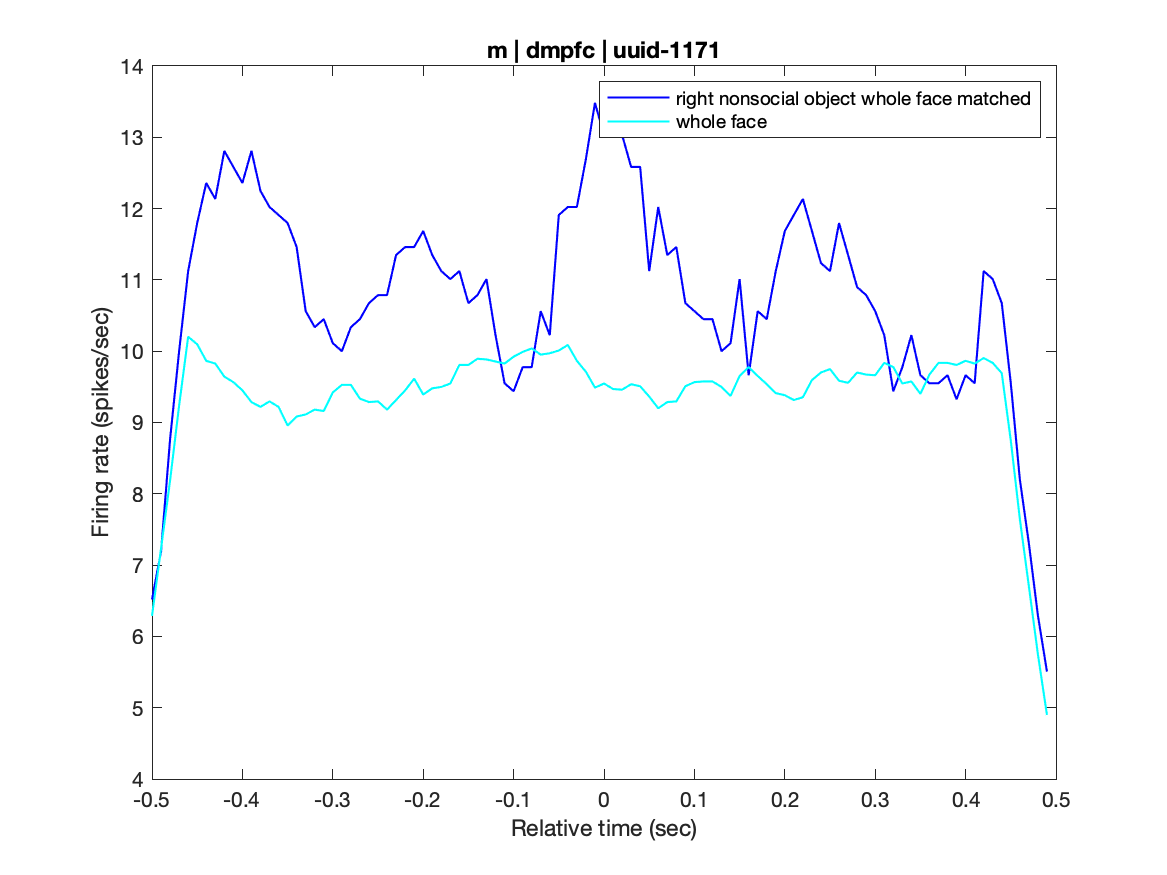 m | dmpfc | uuid-1171
14
13
12
11
10
9
8
7
6
5
4
Firing rate (spikes/sec)
right nonsocial object whole face matched
whole face
-0.5 -0.4 -0.3 -0.2 -0.1 0 0.1 0.2 0.3 0.4 0.5
Relative time (sec)